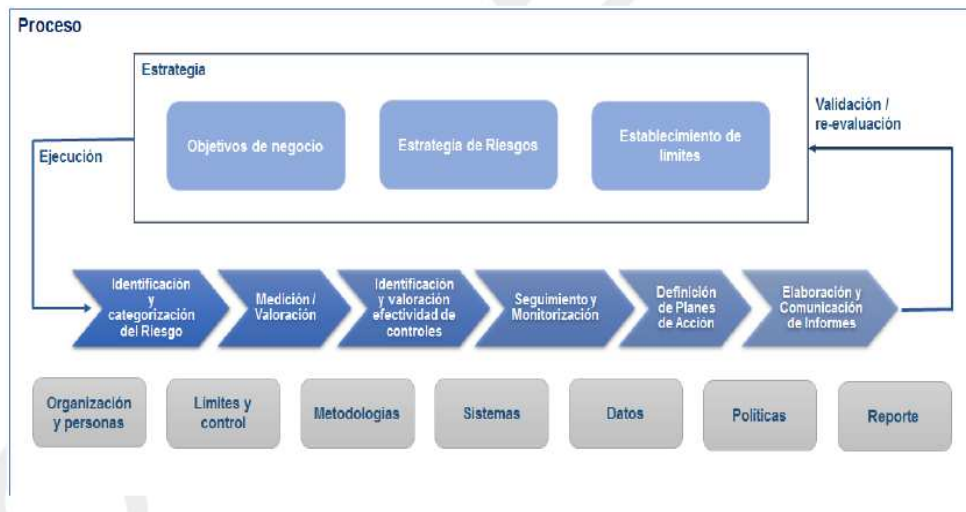 Proceso
Estrategia
Objetivos de negocio
Estrategia de Riesgos
Establecimiento de
límites
Validación /
re-evaluación
Ejecución
Identificación
y
categorización
del Riesgo
Medición /
Valoración
Identificación
y valoración
efectividad de
controles
Seguimiento y
Monitorización
Definición
de Planes
de Acción
Elaboración y
Comunicación
de Informes
Organización
y personas
Límites y
control
Metodologías
Sistemas
Datos
Políticas
Reporte